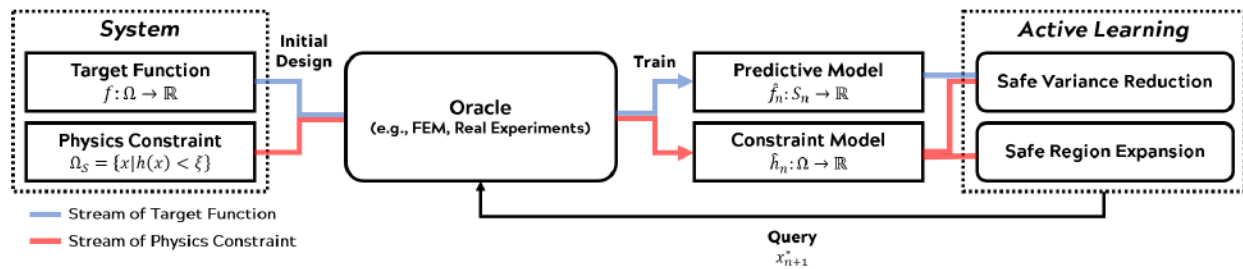 System
Target Function
f: Ω → ℝ
Physics Constraint
Ω_S = {x|h(x) < ξ}
Initial
Design
Oracle
(e.g., FEM, Real Experiments)
Train
Predictive Model
f̂_n: S_n → ℝ
Constraint Model
ĥ_n: Ω → ℝ
Active Learning
Safe Variance Reduction
Safe Region Expansion
Stream of Target Function
Stream of Physics Constraint
Query
x*_{n+1}